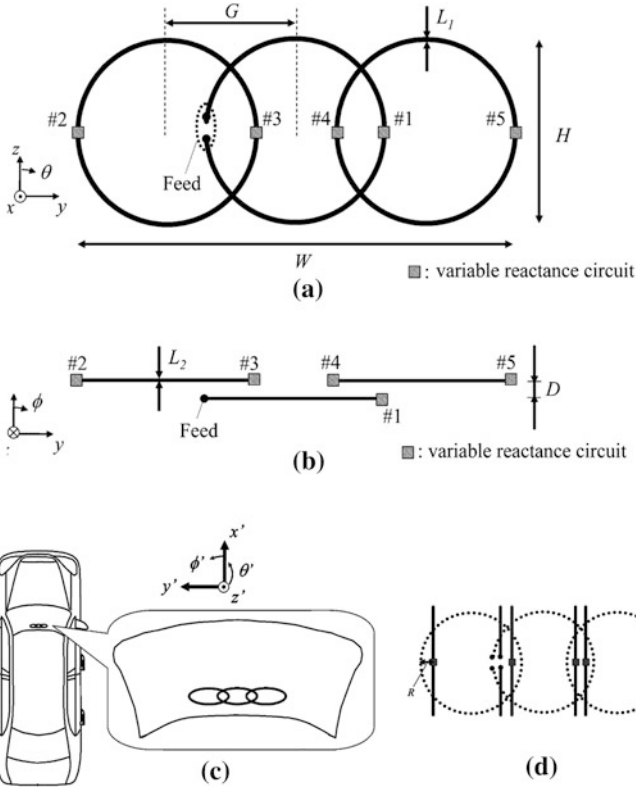 G
L₁
#2
#3
#4
#1
#5
H
Feed
z
θ
x
y
W
: variable reactance circuit
(a)
#2
L₂
#3
#4
#5
D
ϕ
Feed
#1
y
(b)
: variable reactance circuit
x'
ϕ'
θ'
y'
z'
R
(c)
(d)